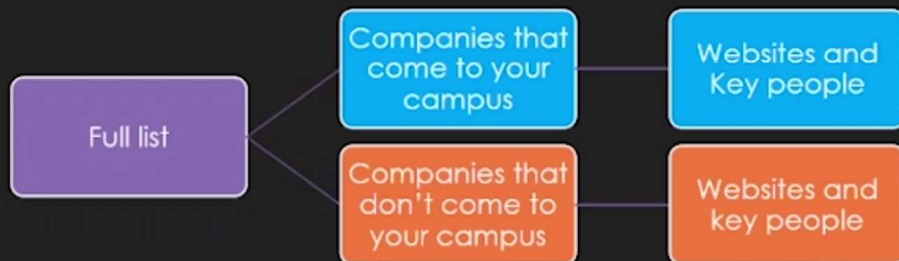 Full list
Companies that
come to your
campus
Websites and
Key people
Companies that
don't come to
your campus
Websites and
key people